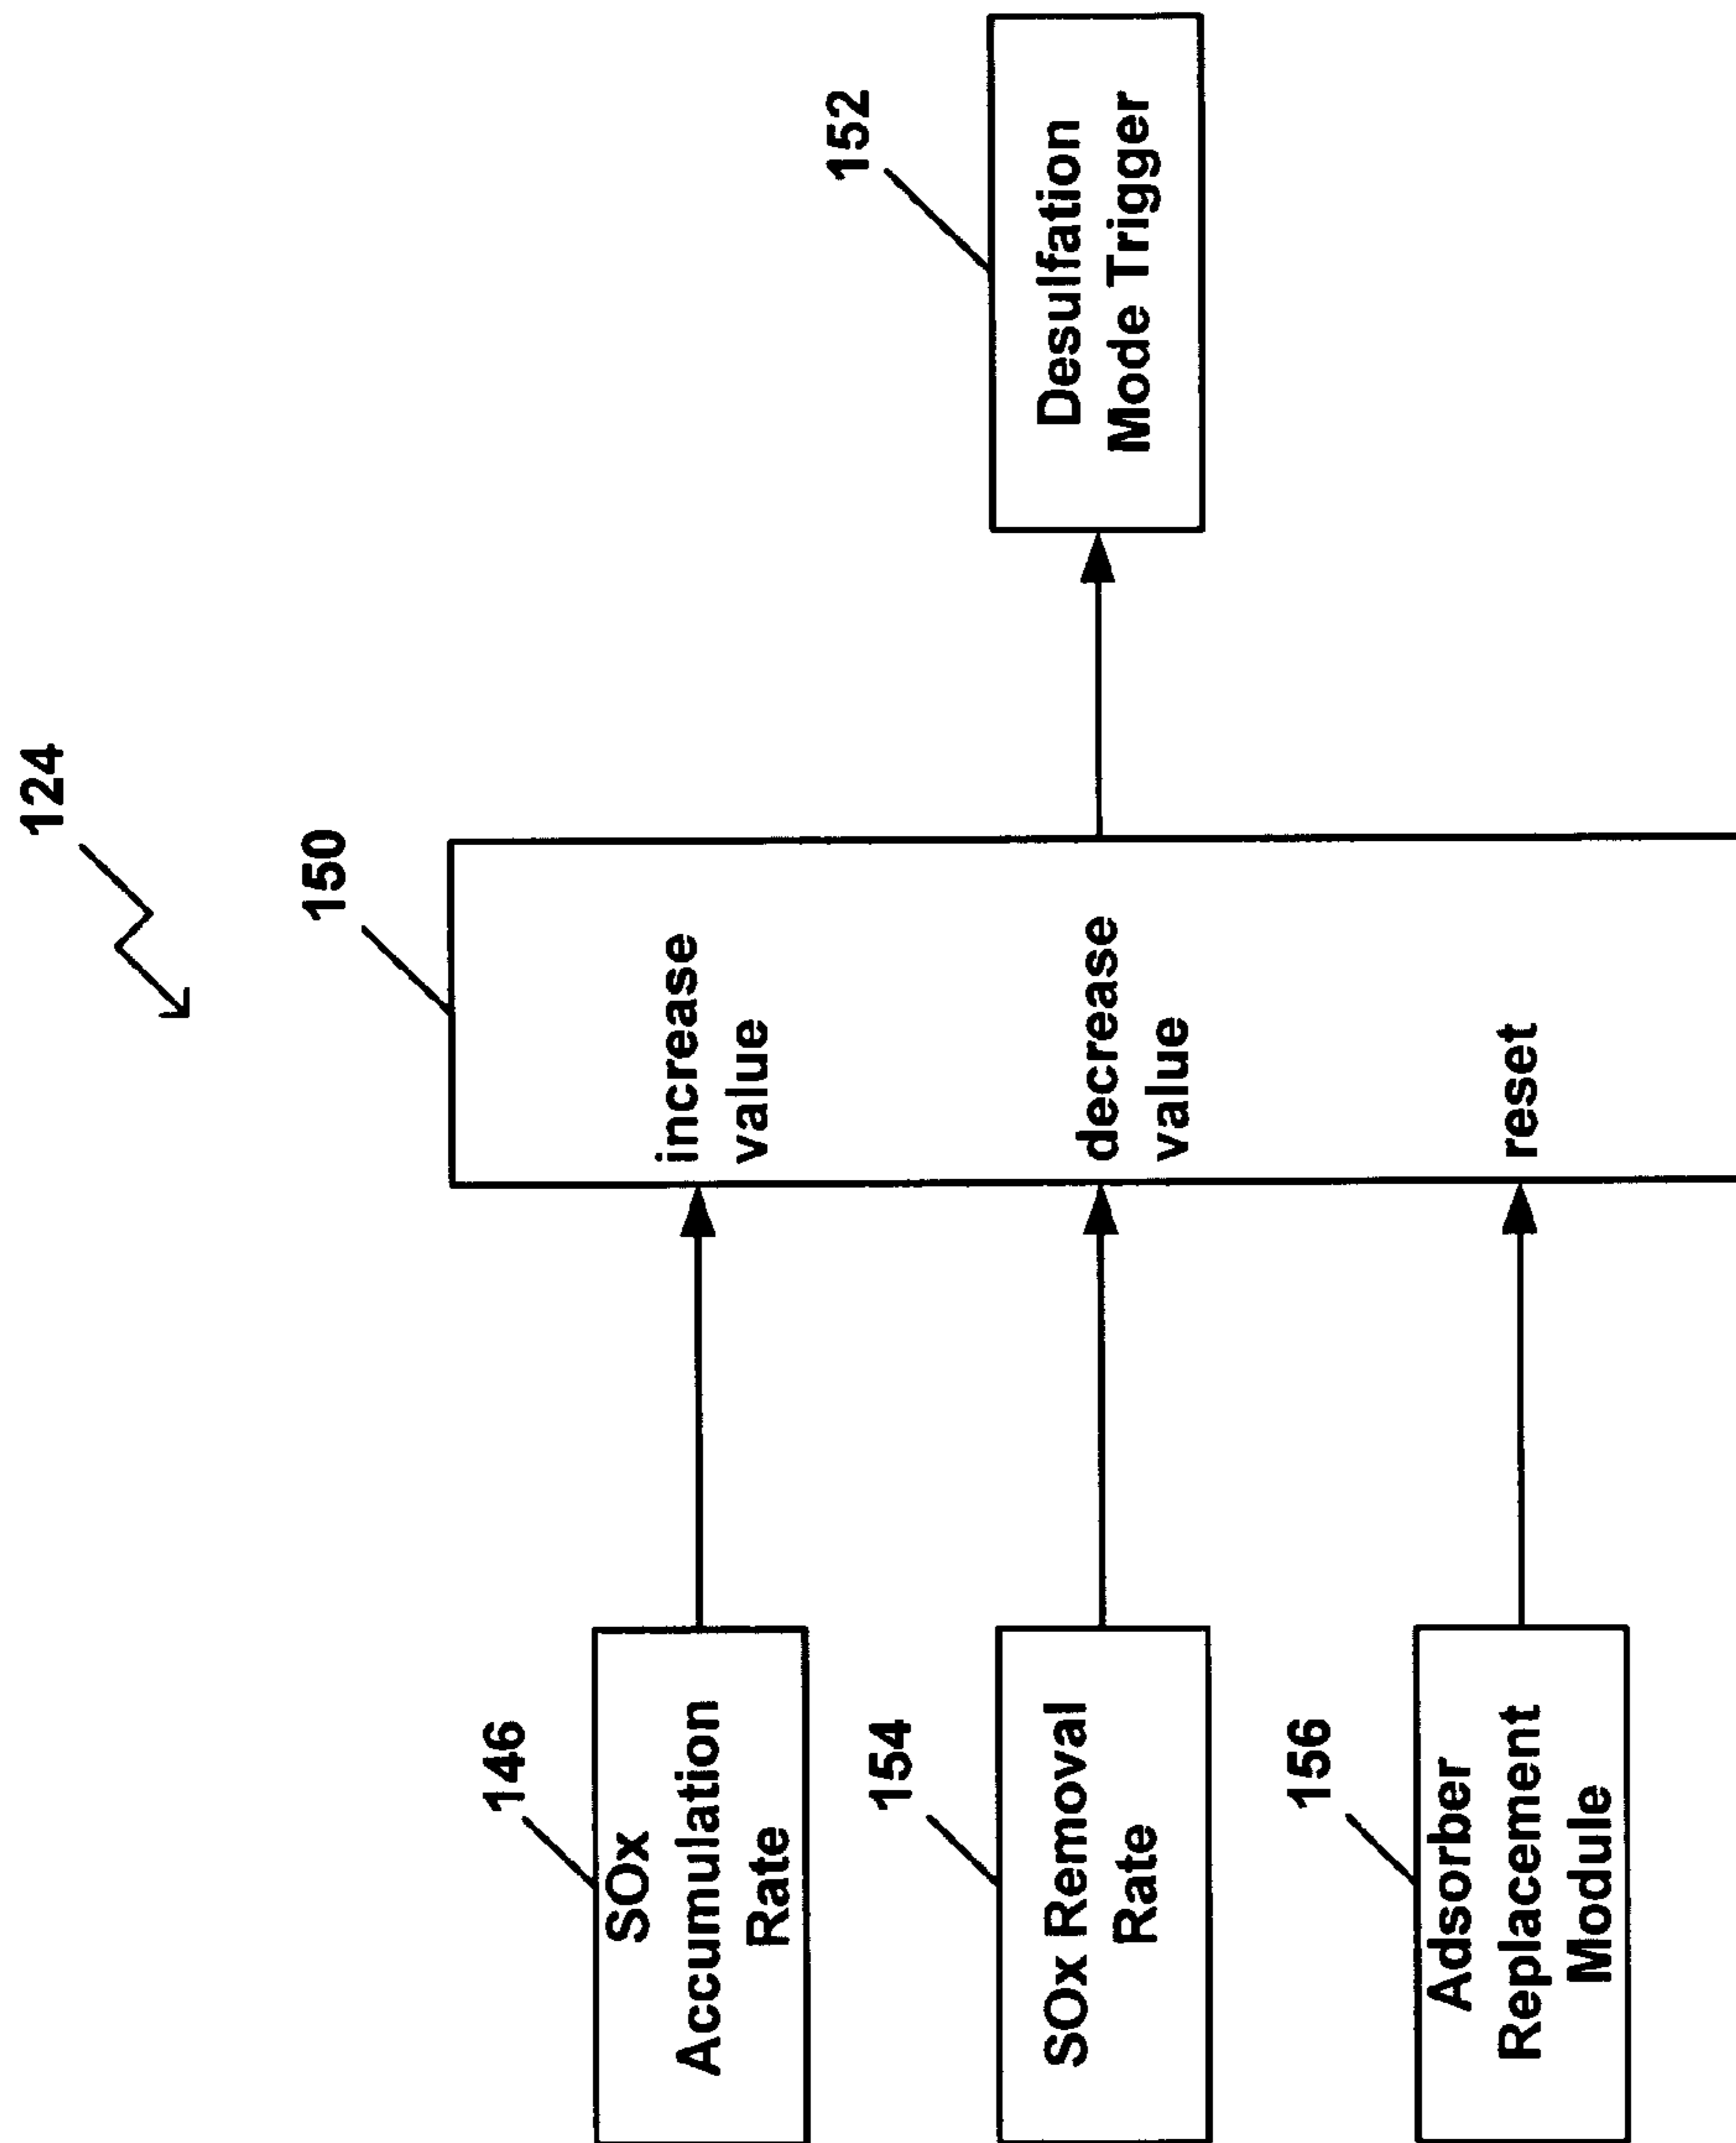 124
150
152
146
SOx
Accumulation
Rate
increase
value
154
SOx Removal
Rate
decrease
value
Desulfation
Mode Trigger
156
Adsorber
Replacement
Module
reset